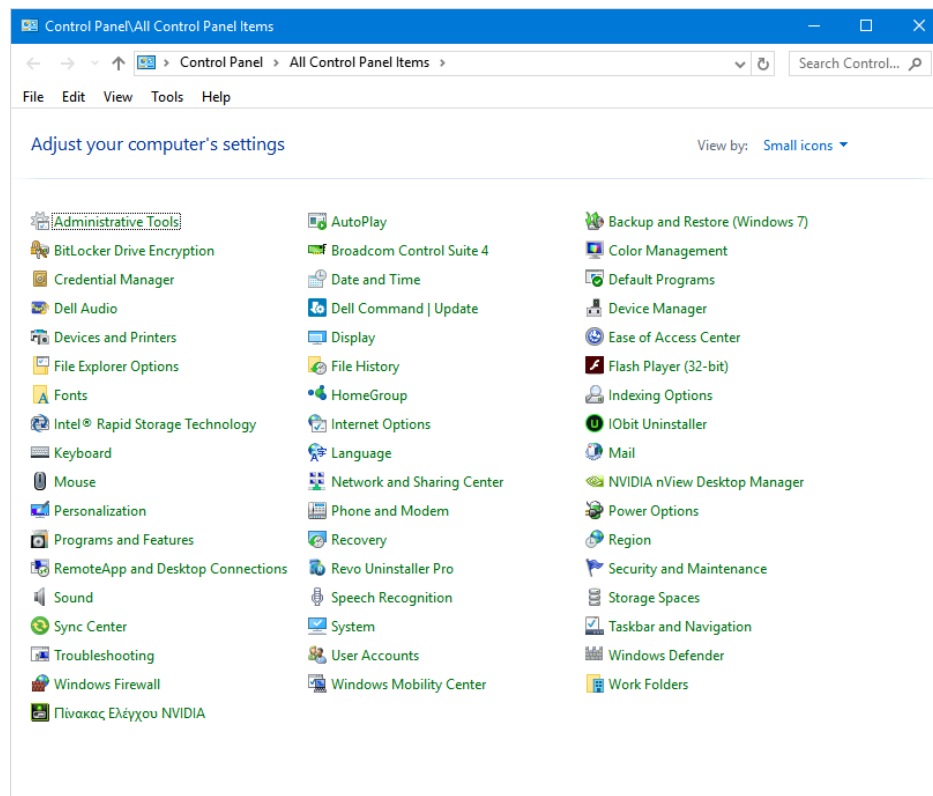 Control Panel\All Control Panel Items
Control Panel > All Control Panel Items >
Search Control...
File Edit View Tools Help
Adjust your computer's settings
View by: Small icons
Administrative Tools AutoPlay Backup and Restore (Windows 7)
BitLocker Drive Encryption Broadcom Control Suite 4 Color Management
Credential Manager Date and Time Default Programs
Dell Audio Dell Command | Update Device Manager
Devices and Printers Display Ease of Access Center
File Explorer Options File History Flash Player (32-bit)
Fonts HomeGroup Indexing Options
Intel® Rapid Storage Technology Internet Options IObit Uninstaller
Keyboard Language Mail
Mouse Network and Sharing Center NVIDIA nView Desktop Manager
Personalization Phone and Modem Power Options
Programs and Features Recovery Region
RemoteApp and Desktop Connections Revo Uninstaller Pro Security and Maintenance
Sound Speech Recognition Storage Spaces
Sync Center System Taskbar and Navigation
Troubleshooting User Accounts Windows Defender
Windows Firewall Windows Mobility Center Work Folders
Πίνακας Ελέγχου NVIDIA